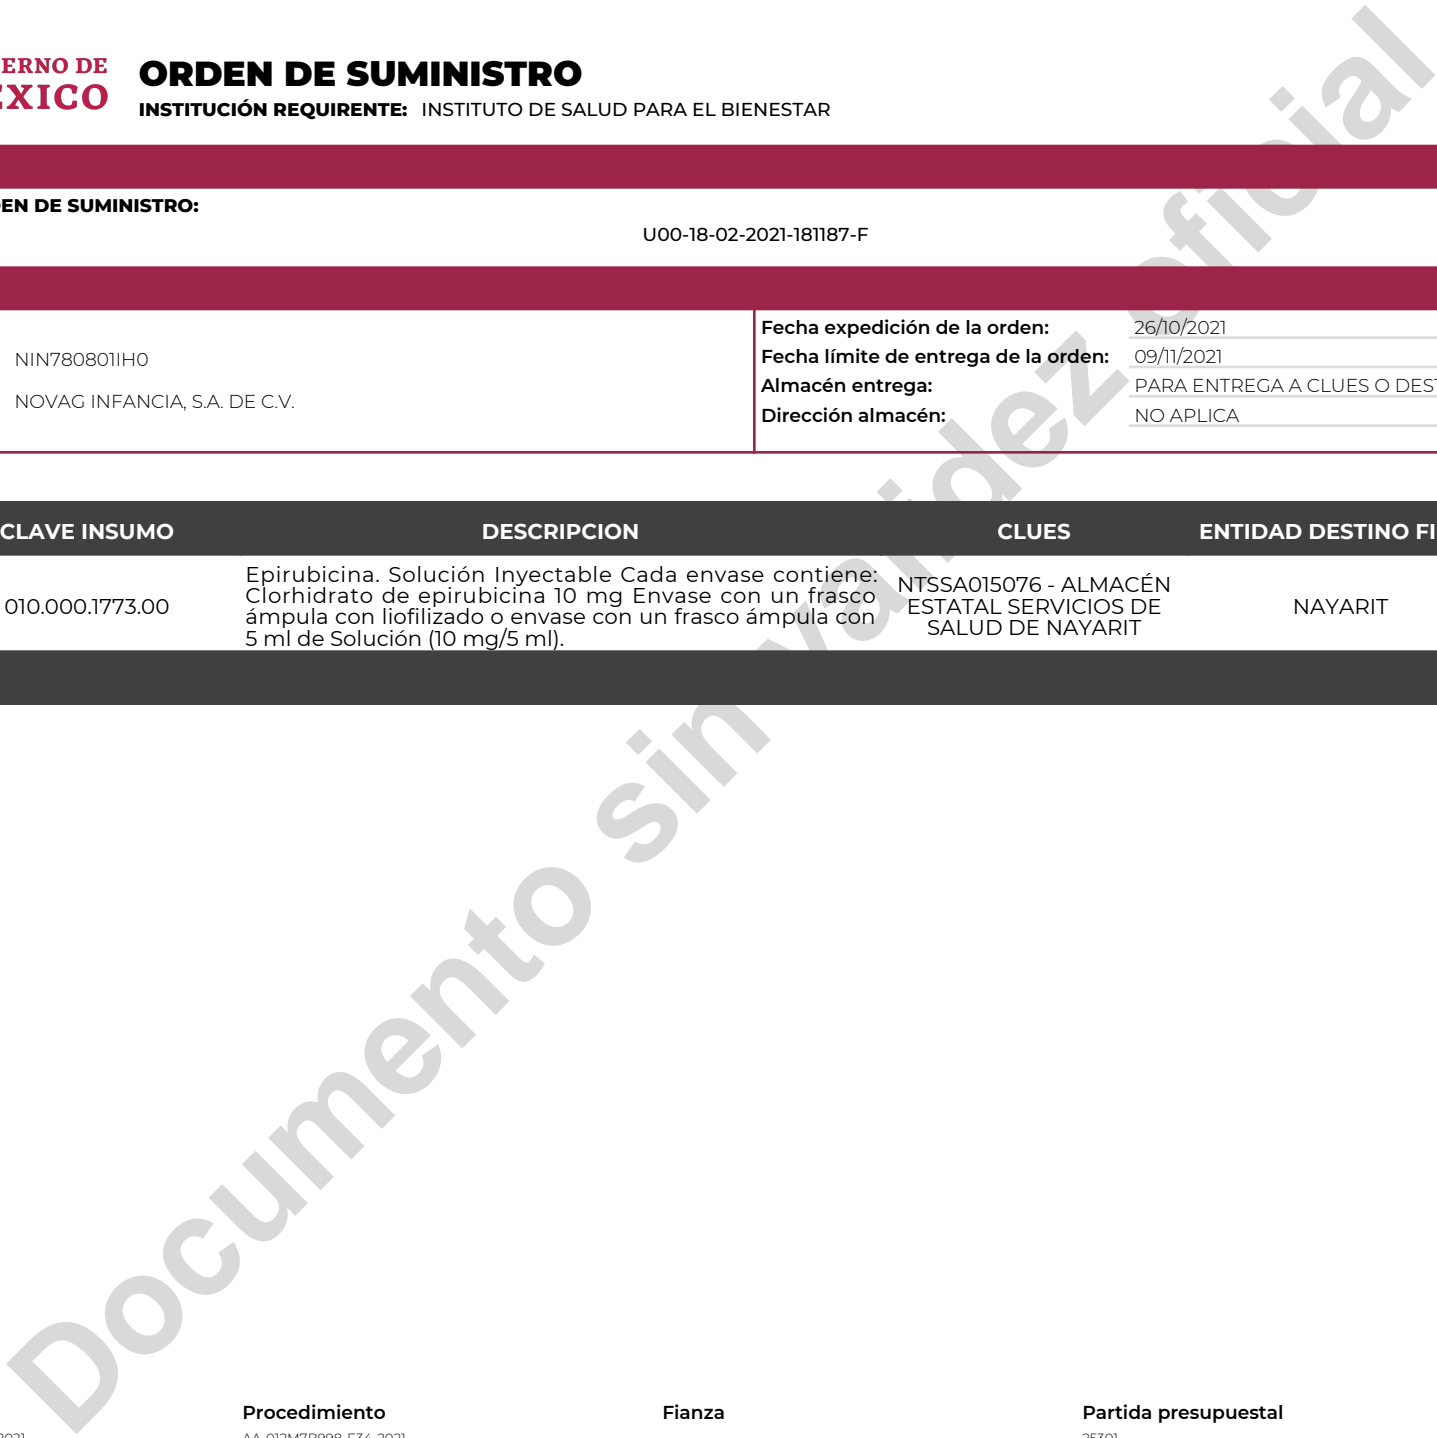 ERNO DE
EXICO
ORDEN DE SUMINISTRO
INSTITUCIÓN REQUIRENTE: INSTITUTO DE SALUD PARA EL BIENESTAR
EN DE SUMINISTRO:
U00-18-02-2021-181187-F
NIN780801IH0
NOVAG INFANCIA, S.A. DE C.V.
Fecha expedición de la orden: 26/10/2021
Fecha límite de entrega de la orden: 09/11/2021
Almacén entrega: PARA ENTREGA A CLUES O DEST
Dirección almacén: NO APLICA
CLAVE INSUMO DESCRIPCION CLUES ENTIDAD DESTINO FI
010.000.1773.00
Epirubicina. Solución Inyectable Cada envase contiene:
Clorhidrato de epirubicina 10 mg Envase con un frasco
ámpula con liofilizado o envase con un frasco ámpula con
5 ml de Solución (10 mg/5 ml).
NTSSA015076 - ALMACÉN
ESTATAL SERVICIOS DE
SALUD DE NAYARIT
NAYARIT
Documento sin validez oficial
Procedimiento Fianza Partida presupuestal